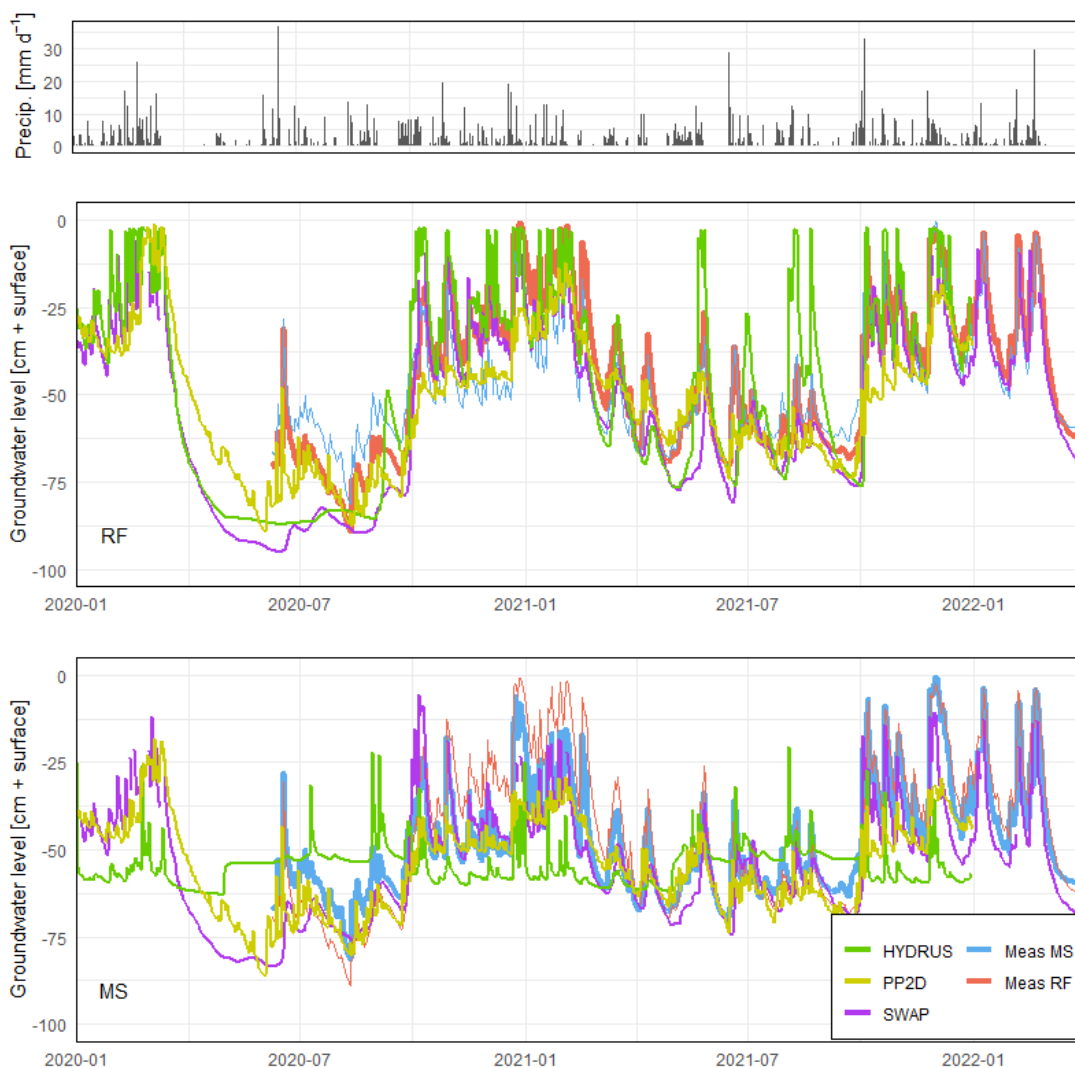 Precip. [mm d⁻¹]
30
20
10
0
Groundwater level [cm + surface]
0
-25
-50
-75
-100
RF
2020-01 2020-07 2021-01 2021-07 2022-01
Groundwater level [cm + surface]
0
-25
-50
-75
-100
MS
HYDRUS Meas MS
PP2D Meas RF
SWAP
2020-01 2020-07 2021-01 2021-07 2022-01